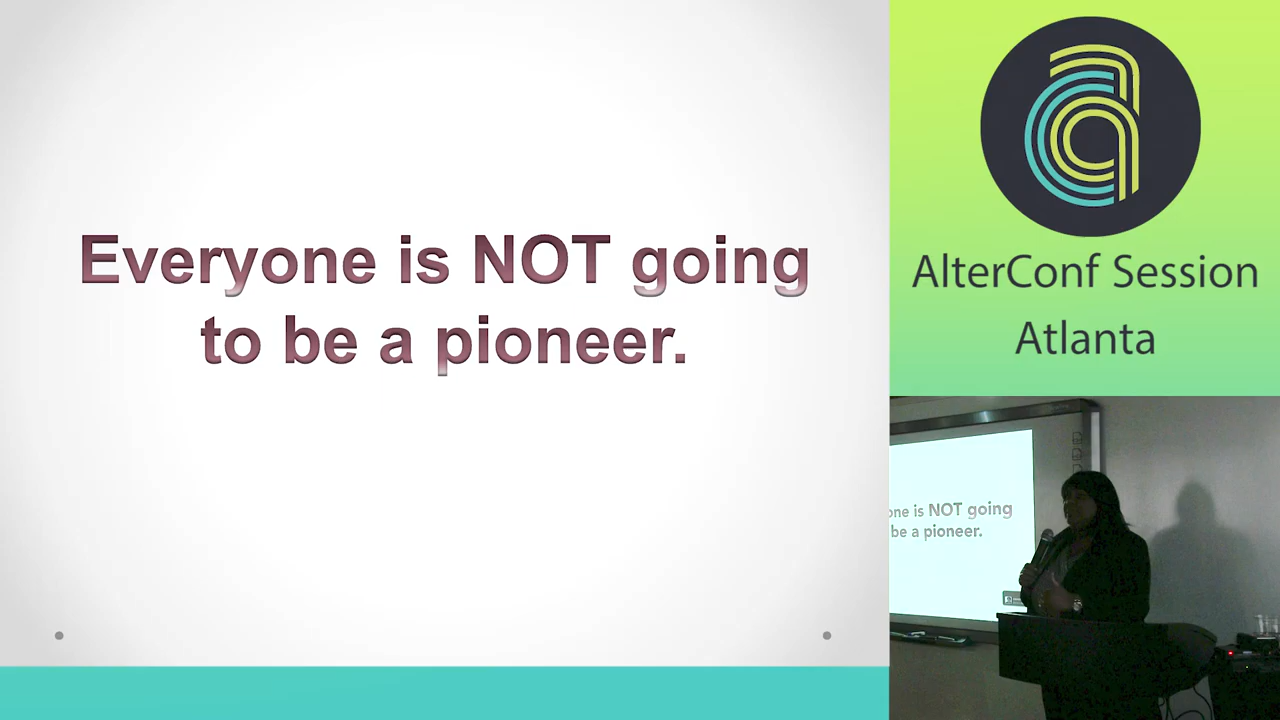 Everyone is NOT going
to be a pioneer.
AlterConf Session
Atlanta
one is NOT going
be a pioneer.